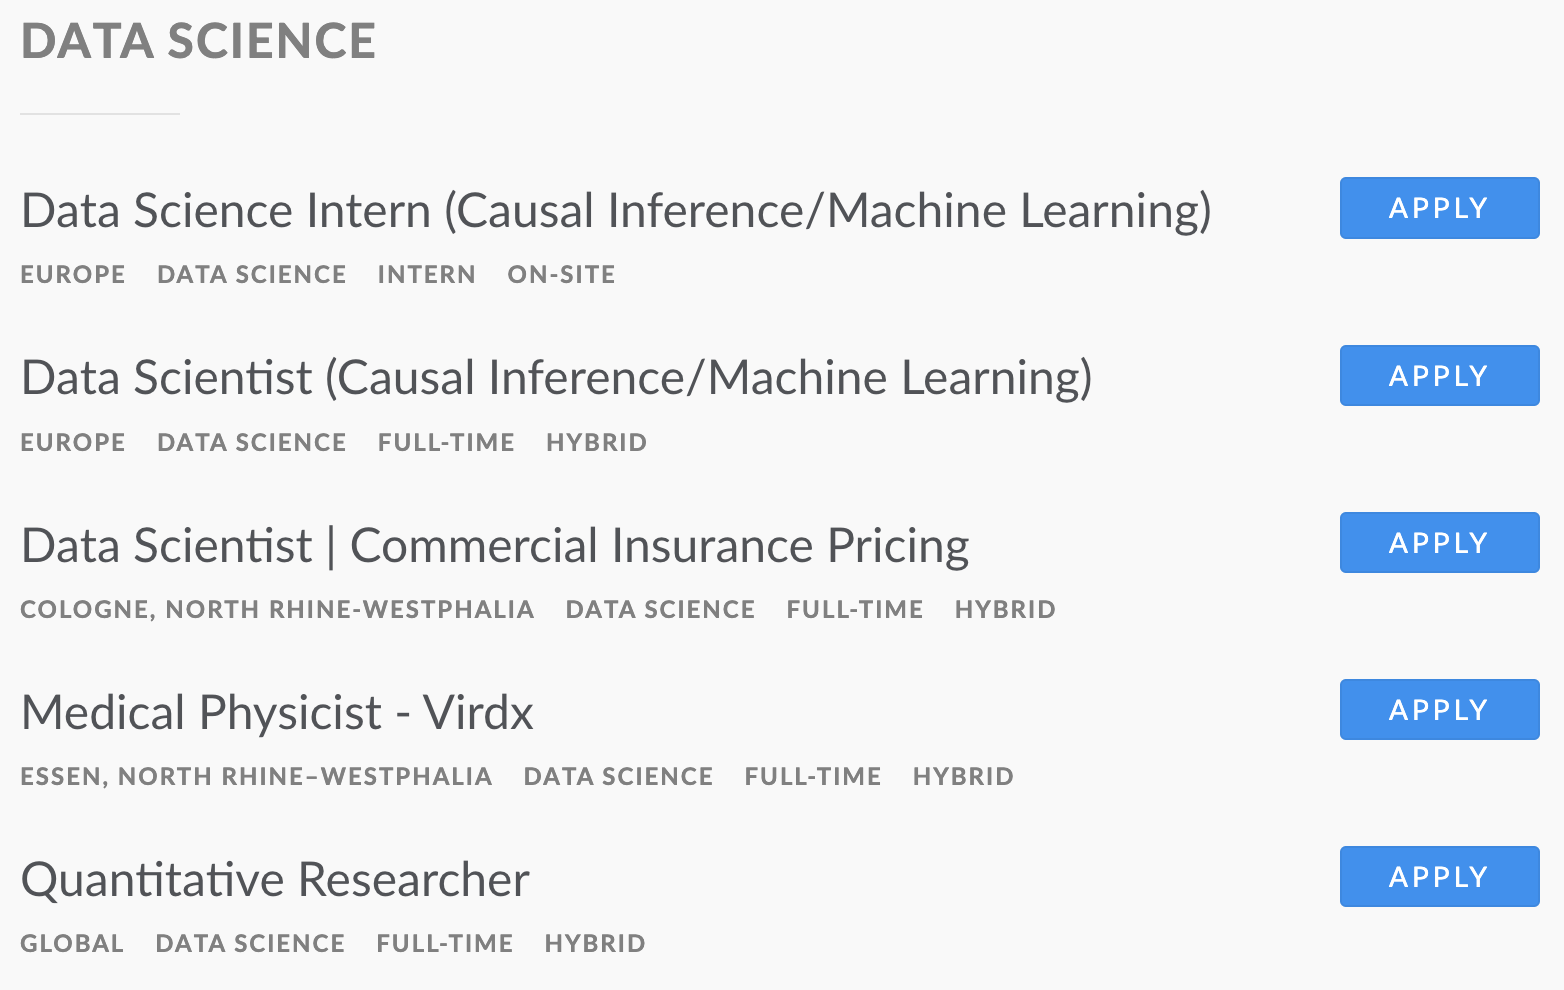 DATA SCIENCE
Data Science Intern (Causal Inference/Machine Learning)
APPLY
EUROPE DATA SCIENCE INTERN ON-SITE
Data Scientist (Causal Inference/Machine Learning)
APPLY
EUROPE DATA SCIENCE FULL-TIME HYBRID
Data Scientist | Commercial Insurance Pricing
APPLY
COLOGNE, NORTH RHINE-WESTPHALIA DATA SCIENCE FULL-TIME HYBRID
Medical Physicist - Virdx
APPLY
ESSEN, NORTH RHINE–WESTPHALIA DATA SCIENCE FULL-TIME HYBRID
Quantitative Researcher
APPLY
GLOBAL DATA SCIENCE FULL-TIME HYBRID